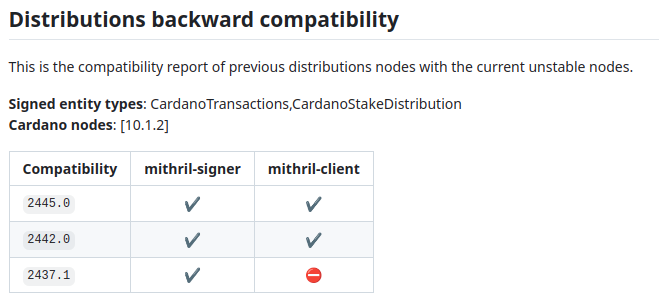 Distributions backward compatibility
This is the compatibility report of previous distributions nodes with the current unstable nodes.
Signed entity types: CardanoTransactions,CardanoStakeDistribution
Cardano nodes: [10.1.2]
Compatibility mithril-signer mithril-client
2445.0 ✔ ✔
2442.0 ✔ ✔
2437.1 ✔ ⛔